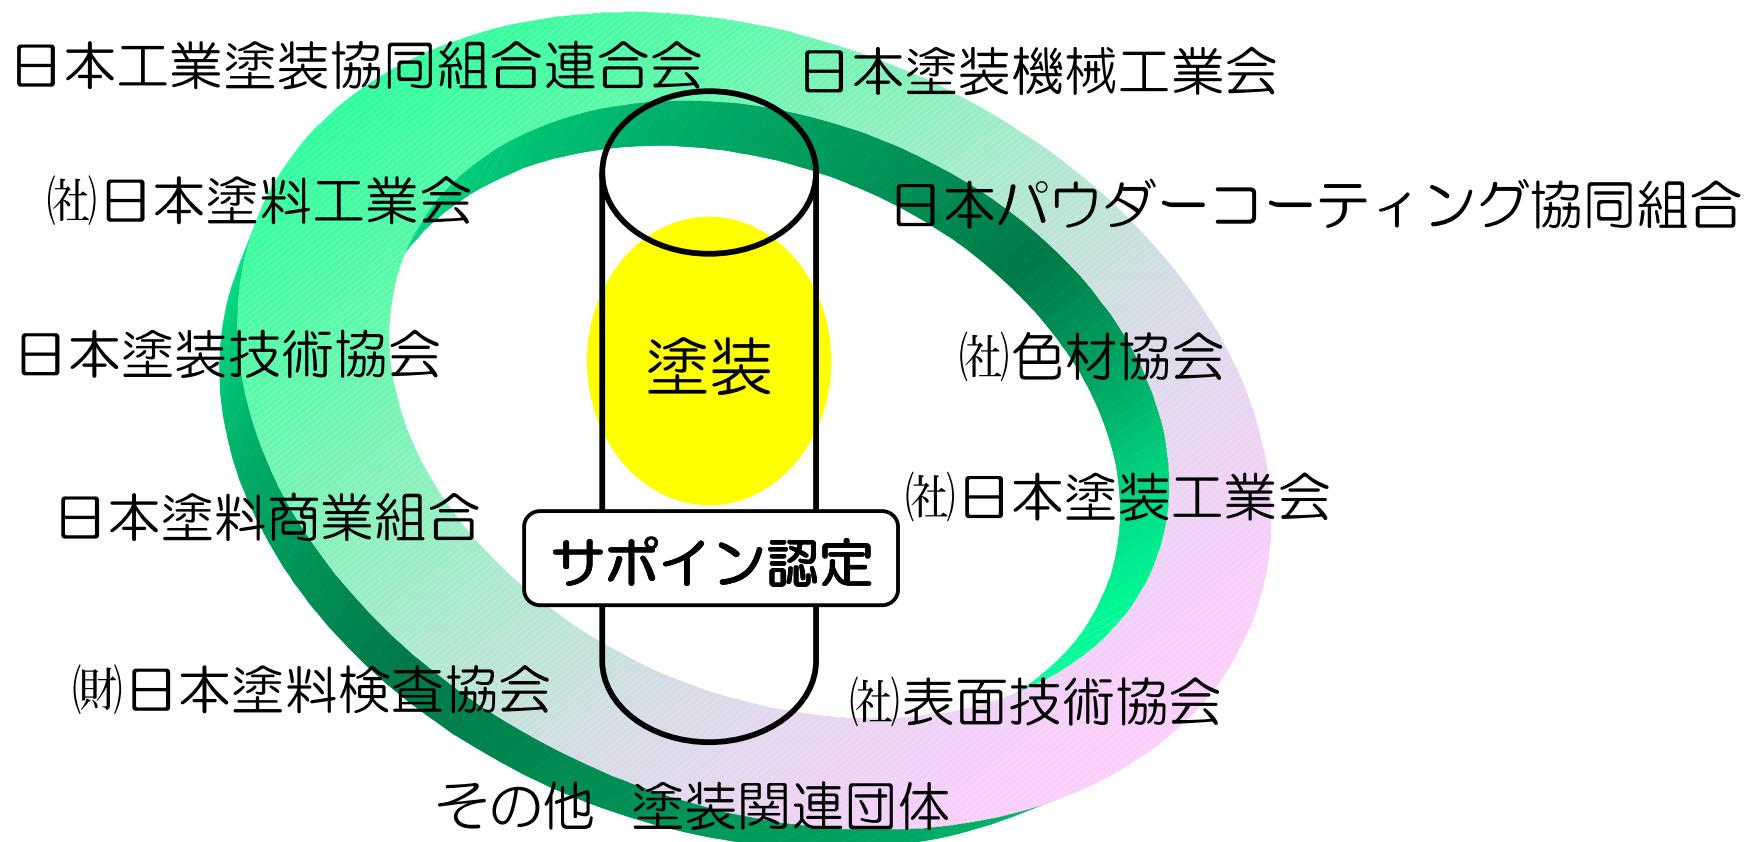 日本工業塗装協同組合連合会
日本塗装機械工業会
㈳日本塗料工業会
日本パウダーコーティング協同組合
日本塗装技術協会
塗装
㈳色材協会
日本塗料商業組合
㈳日本塗装工業会
サポイン認定
㈶日本塗料検査協会
㈳表面技術協会
その他 塗装関連団体